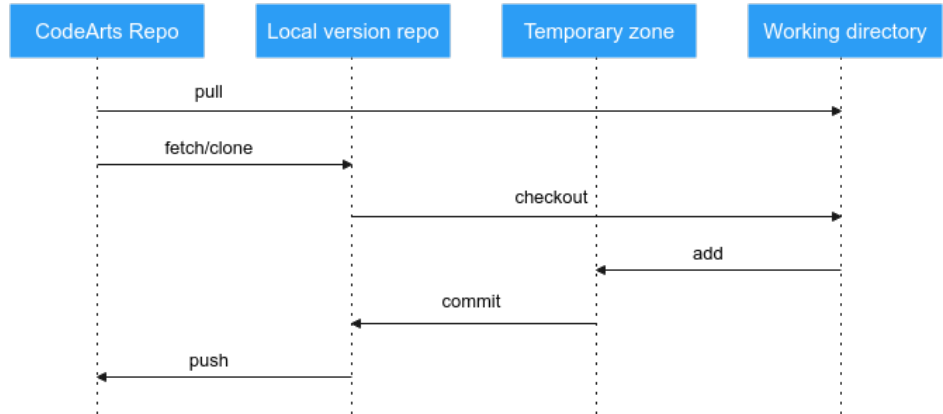 CodeArts Repo
Local version repo
Temporary zone
Working directory
pull
fetch/clone
checkout
add
commit
push